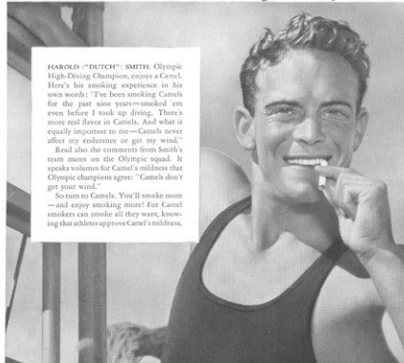 HAROLD ("DUTCH") SMITH, Olympic
High-Diving Champion, enjoys a Camel.
Here's his smoking experience in his
own words: "I've been smoking Camels
for the past nine years—smoked 'em
even before I took up diving. There's
more real flavor in Camels. And what is
equally important to me—Camels never
affect my endurance or get my wind."
Read also the comments from Smith's
team mates on the Olympic squad. It
speaks volumes for Camel's mildness that
Olympic champions agree: "Camels don't
get your wind."
So turn to Camels. You'll smoke more
—and enjoy smoking more! For Camel
smokers can smoke all they want, know-
ing that athletes approve Camel's mildness.